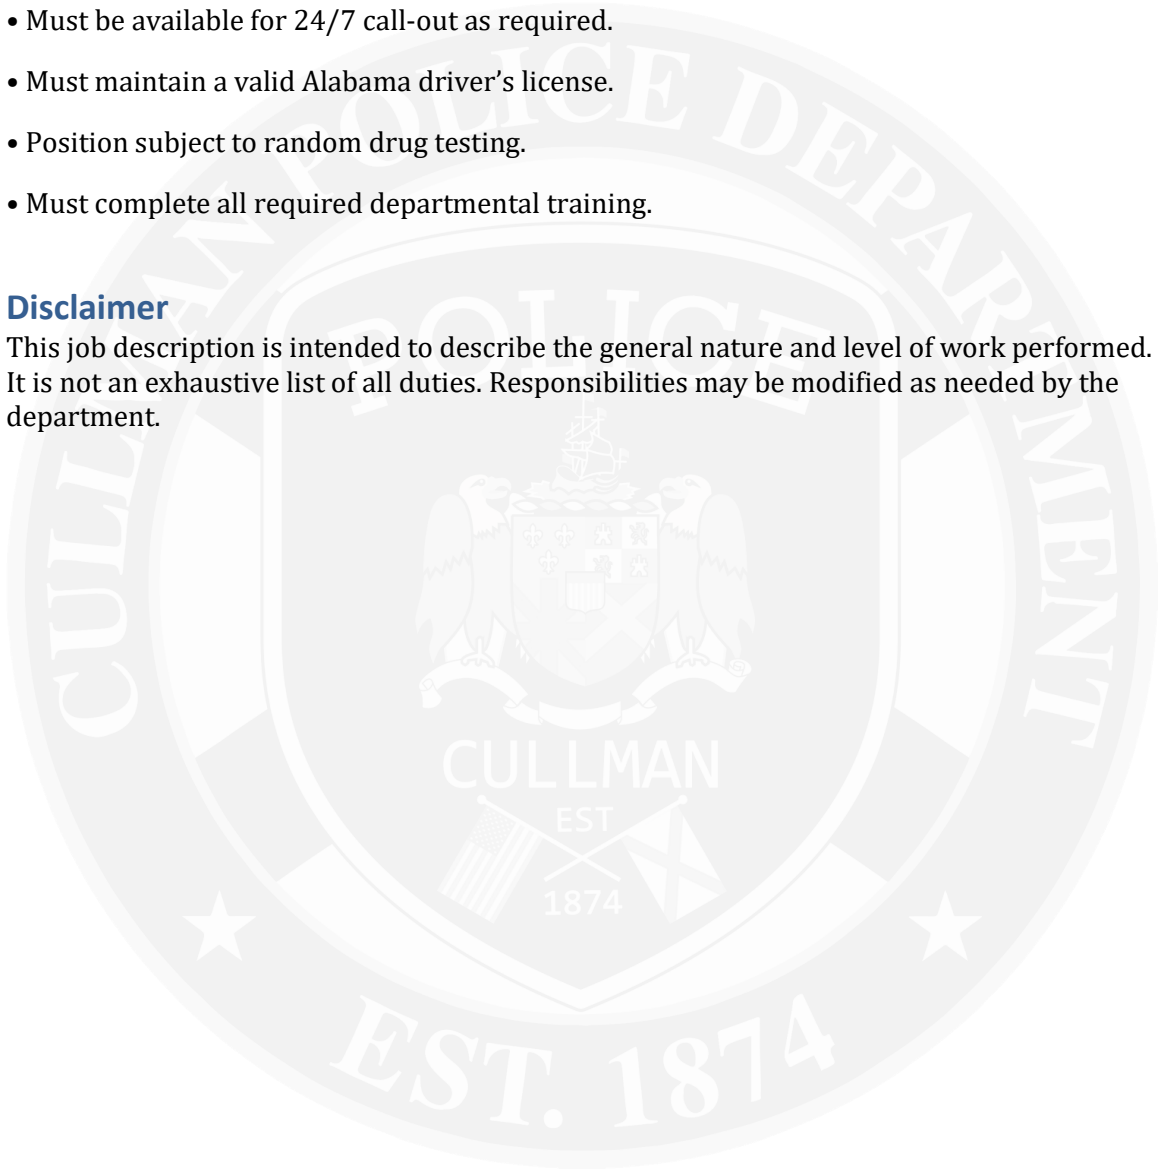 • Must be available for 24/7 call-out as required.
• Must maintain a valid Alabama driver’s license.
• Position subject to random drug testing.
• Must complete all required departmental training.
Disclaimer
This job description is intended to describe the general nature and level of work performed.
It is not an exhaustive list of all duties. Responsibilities may be modified as needed by the
department.
CULLMAN POLICE DEPARTMENT
POLICE
CULLMAN
EST
1874
EST. 1874